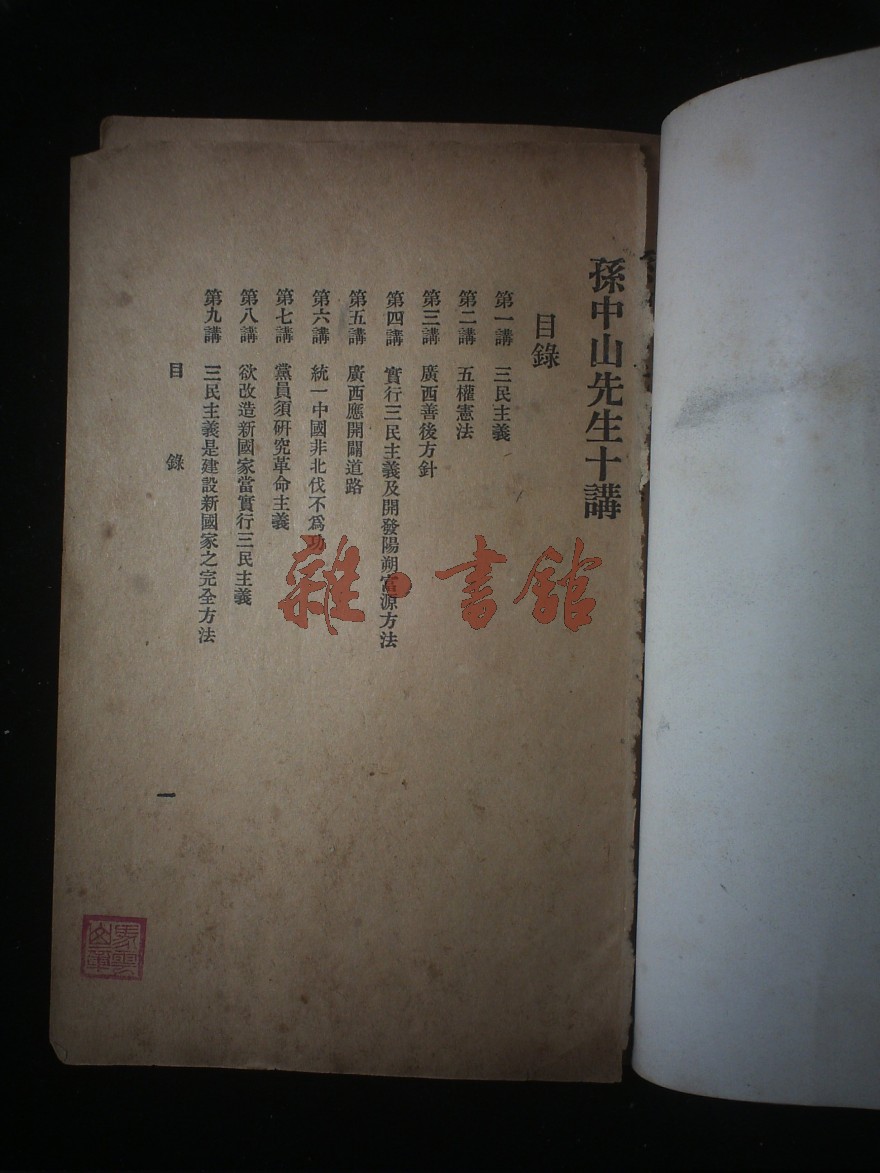 孫中山先生十講
目錄
第一講 三民主義
第二講 五權憲法
第三講 廣西善後方針
第四講 實行三民主義及開發陽朔富源方法
第五講 廣西應開闢道路
第六講 統一中國非北伐不爲功
第七講 黨員須研究革命主義
第八講 欲改造新國家當實行三民主義
第九講 三民主義是建設新國家之完全方法
目錄
一
雜·書館